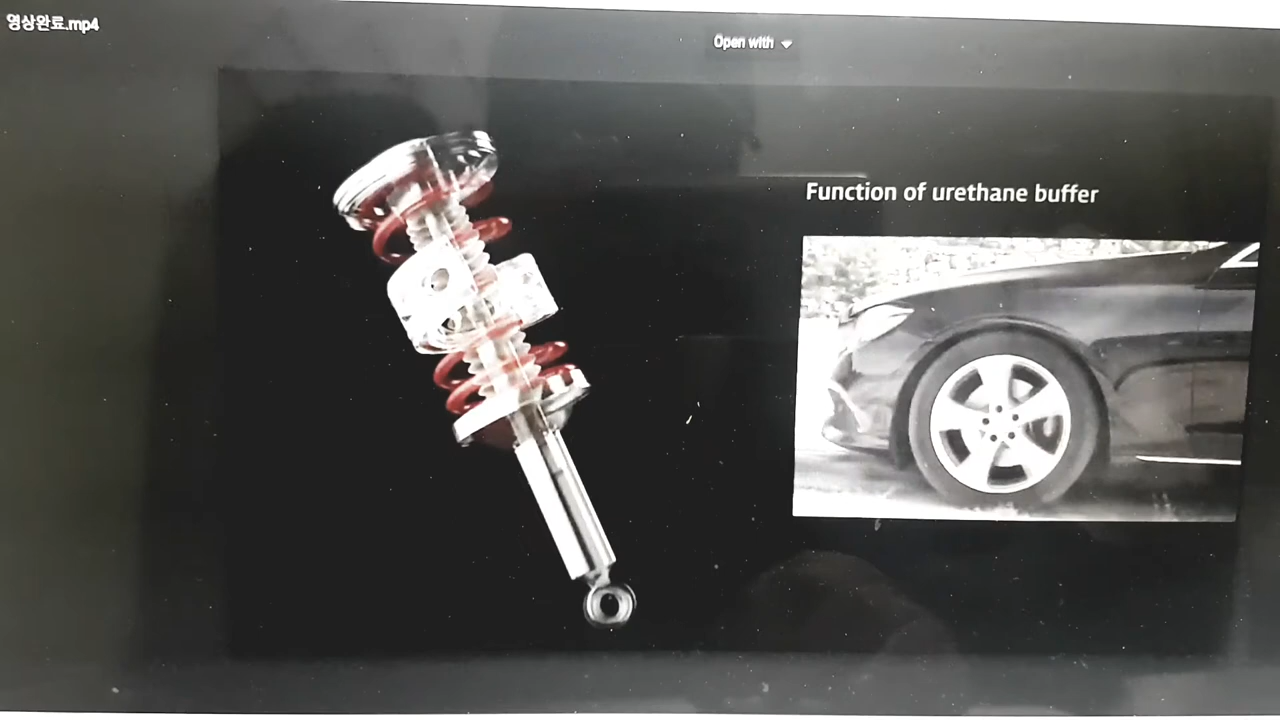 영상완료.mp4
Open with
Function of urethane buffer